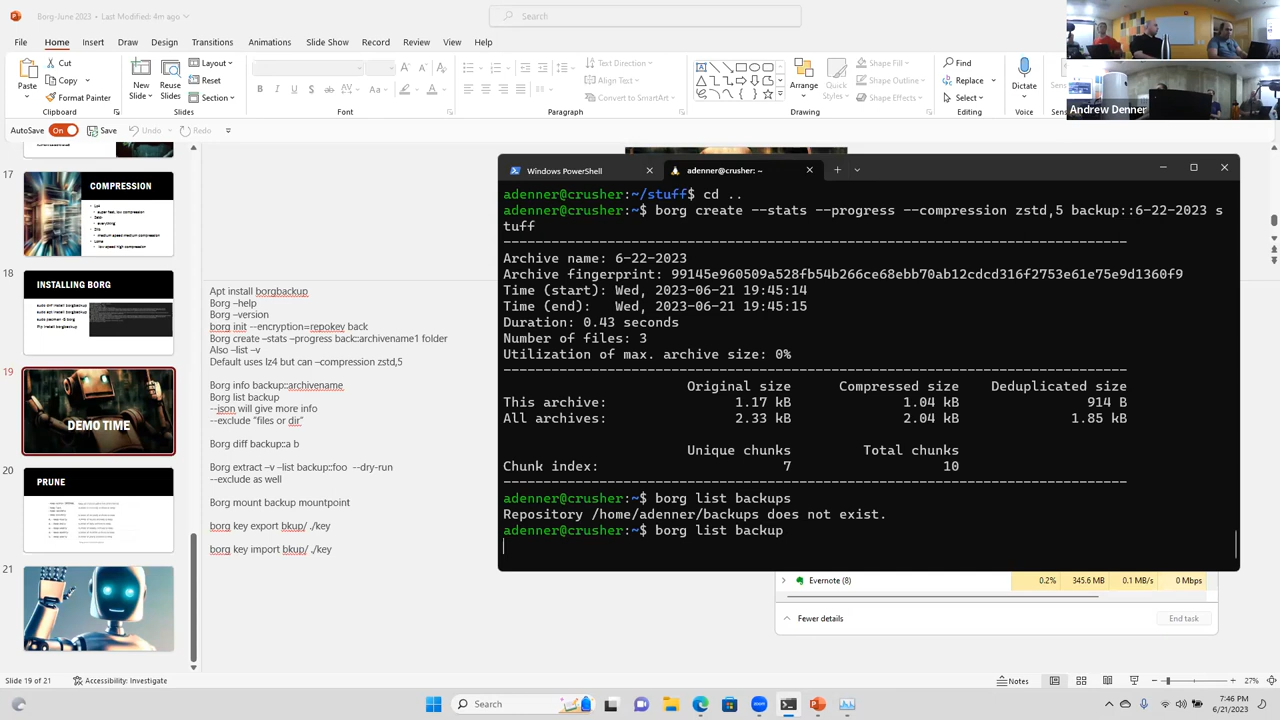 Borg-June 2023 • Last Modified: 4m ago
Search
File
Home
Insert
Draw
Design
Transitions
Animations
Slide Show
Record
Review
View
Help
Paste
Cut
Copy
Format Painter
Clipboard
New Slide
Reuse Slides
Layout
Reset
Section
Slides
Font
Text Direction
Align Text
Convert to SmartArt
Paragraph
Arrange
Quick Styles
Shape Fill
Shape Outline
Shape Effects
Drawing
Find
Replace
Select
Editing
Dictate
Voice
Andrew Denner
AutoSave On
Save
Undo
Redo
17
COMPRESSION
18
INSTALLING BORG
19
DEMO TIME
20
PRUNE
21
Apt install borgbackup
Borg –help
Borg –version
borg init --encryption=repokey back
Borg create –stats –progress back::archivename1 folder
Also –list –v
Default uses lz4 but can –compression zstd,5
Borg info backup::archivename
Borg list backup
--json will give more info
--exclude “files or dir”
Borg diff backup::a b
Borg extract –v –list backup::foo --dry-run
--exclude as well
Borg mount backup mountpoint
borg key export bkup/ ./key
borg key import bkup/ ./key
Windows PowerShell
adenner@crusher: ~
adenner@crusher:~/stuff$ cd ..
adenner@crusher:~$ borg create --stats --progress --compression zstd,5 backup::6-22-2023 s
tuff
------------------------------------------------------------------------------
Archive name: 6-22-2023
Archive fingerprint: 99145e960509a528fb54b266ce68ebb70ab12cdcd316f2753e61e75e9d1360f9
Time (start): Wed, 2023-06-21 19:45:14
Time (end): Wed, 2023-06-21 19:45:15
Duration: 0.43 seconds
Number of files: 3
Utilization of max. archive size: 0%
------------------------------------------------------------------------------
Original size Compressed size Deduplicated size
This archive: 1.17 kB 1.04 kB 914 B
All archives: 2.33 kB 2.04 kB 1.85 kB
Unique chunks Total chunks
Chunk index: 7 10
------------------------------------------------------------------------------
adenner@crusher:~$ borg list backups
Repository /home/adenner/backups does not exist.
adenner@crusher:~$ borg list backup
Evernote (8) 0.2% 345.6 MB 0.1 MB/s 0 Mbps
Fewer details
End task
Slide 19 of 21
Accessibility: Investigate
Notes
27%
Search
7:46 PM
6/21/2023